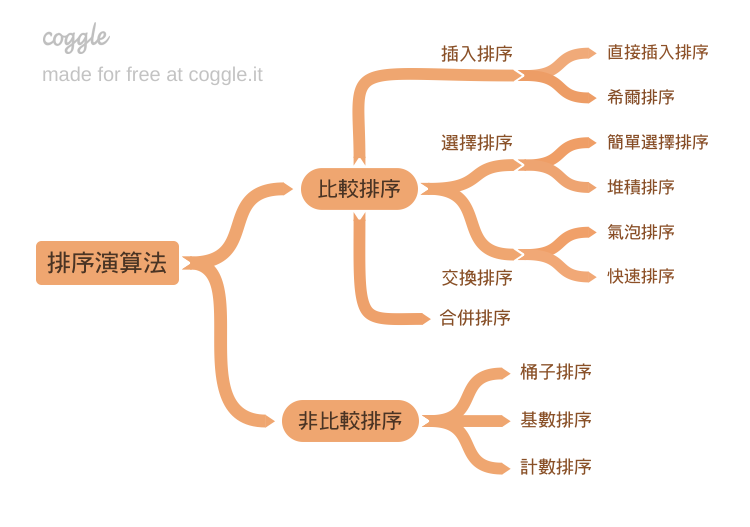 coggle
made for free at coggle.it
排序演算法
比較排序
插入排序
直接插入排序
希爾排序
選擇排序
簡單選擇排序
堆積排序
交換排序
氣泡排序
快速排序
合併排序
非比較排序
桶子排序
基數排序
計數排序